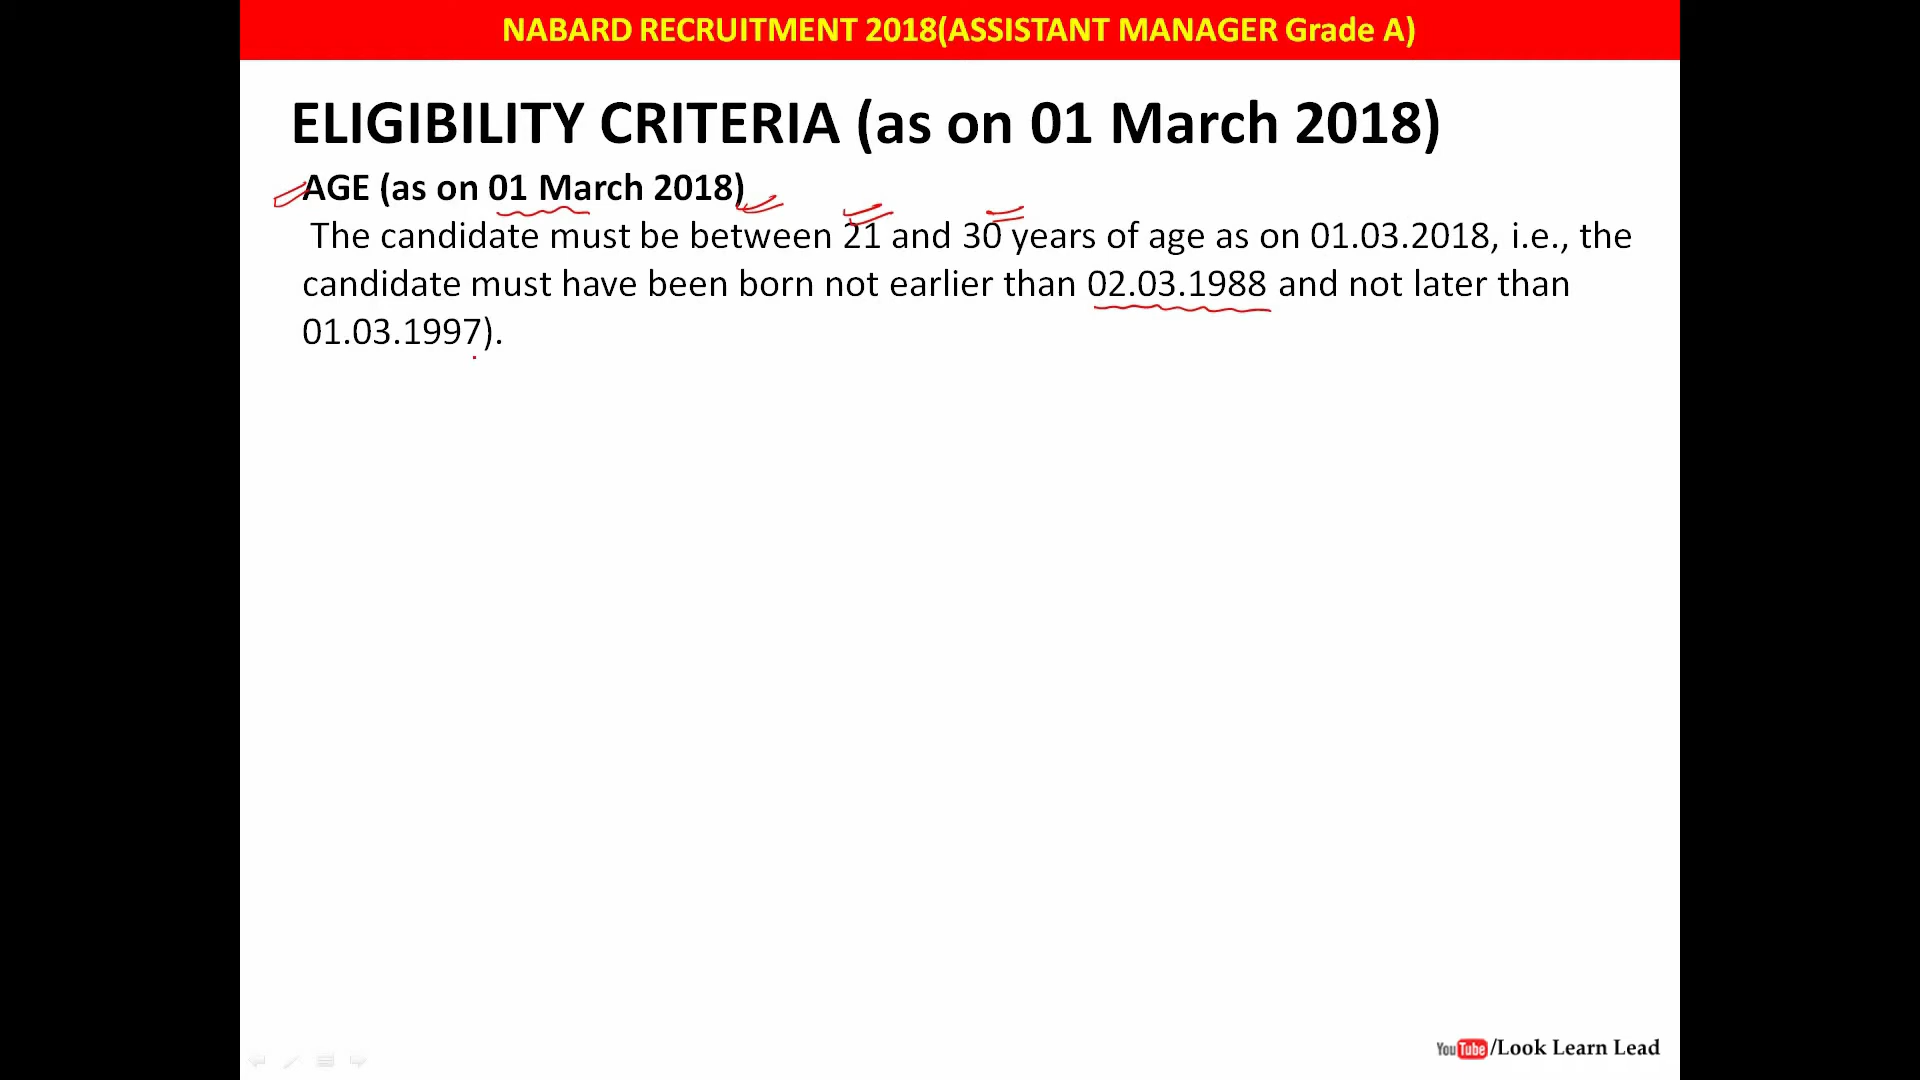 NABARD RECRUITMENT 2018(ASSISTANT MANAGER Grade A)
ELIGIBILITY CRITERIA (as on 01 March 2018)
AGE (as on 01 March 2018)
The candidate must be between 21 and 30 years of age as on 01.03.2018, i.e., the
candidate must have been born not earlier than 02.03.1988 and not later than
01.03.1997).
YouTube/Look Learn Lead